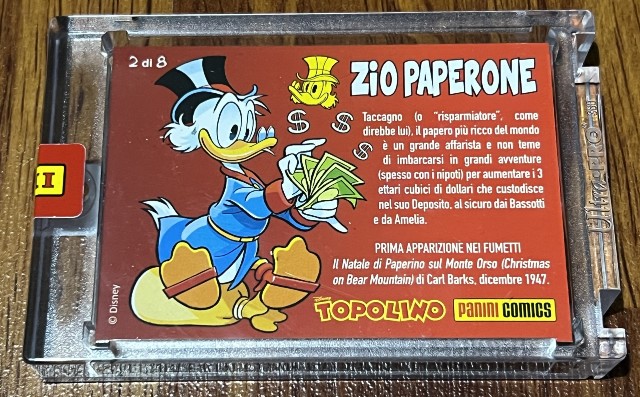 2 di 8
ZiO PAPERONE
Taccagno (o "risparmiatore", come
direbbe lui), il papero più ricco del mondo
è un grande affarista e non teme
di imbarcarsi in grandi avventure
(spesso con i nipoti) per aumentare i 3
ettari cubici di dollari che custodisce
nel suo Deposito, al sicuro dai Bassotti
e da Amelia.
PRIMA APPARIZIONE NEI FUMETTI
Il Natale di Paperino sul Monte Orso (Christmas
on Bear Mountain) di Carl Barks, dicembre 1947.
© Disney
Disney
TOPOLINO
PANINI COMICS